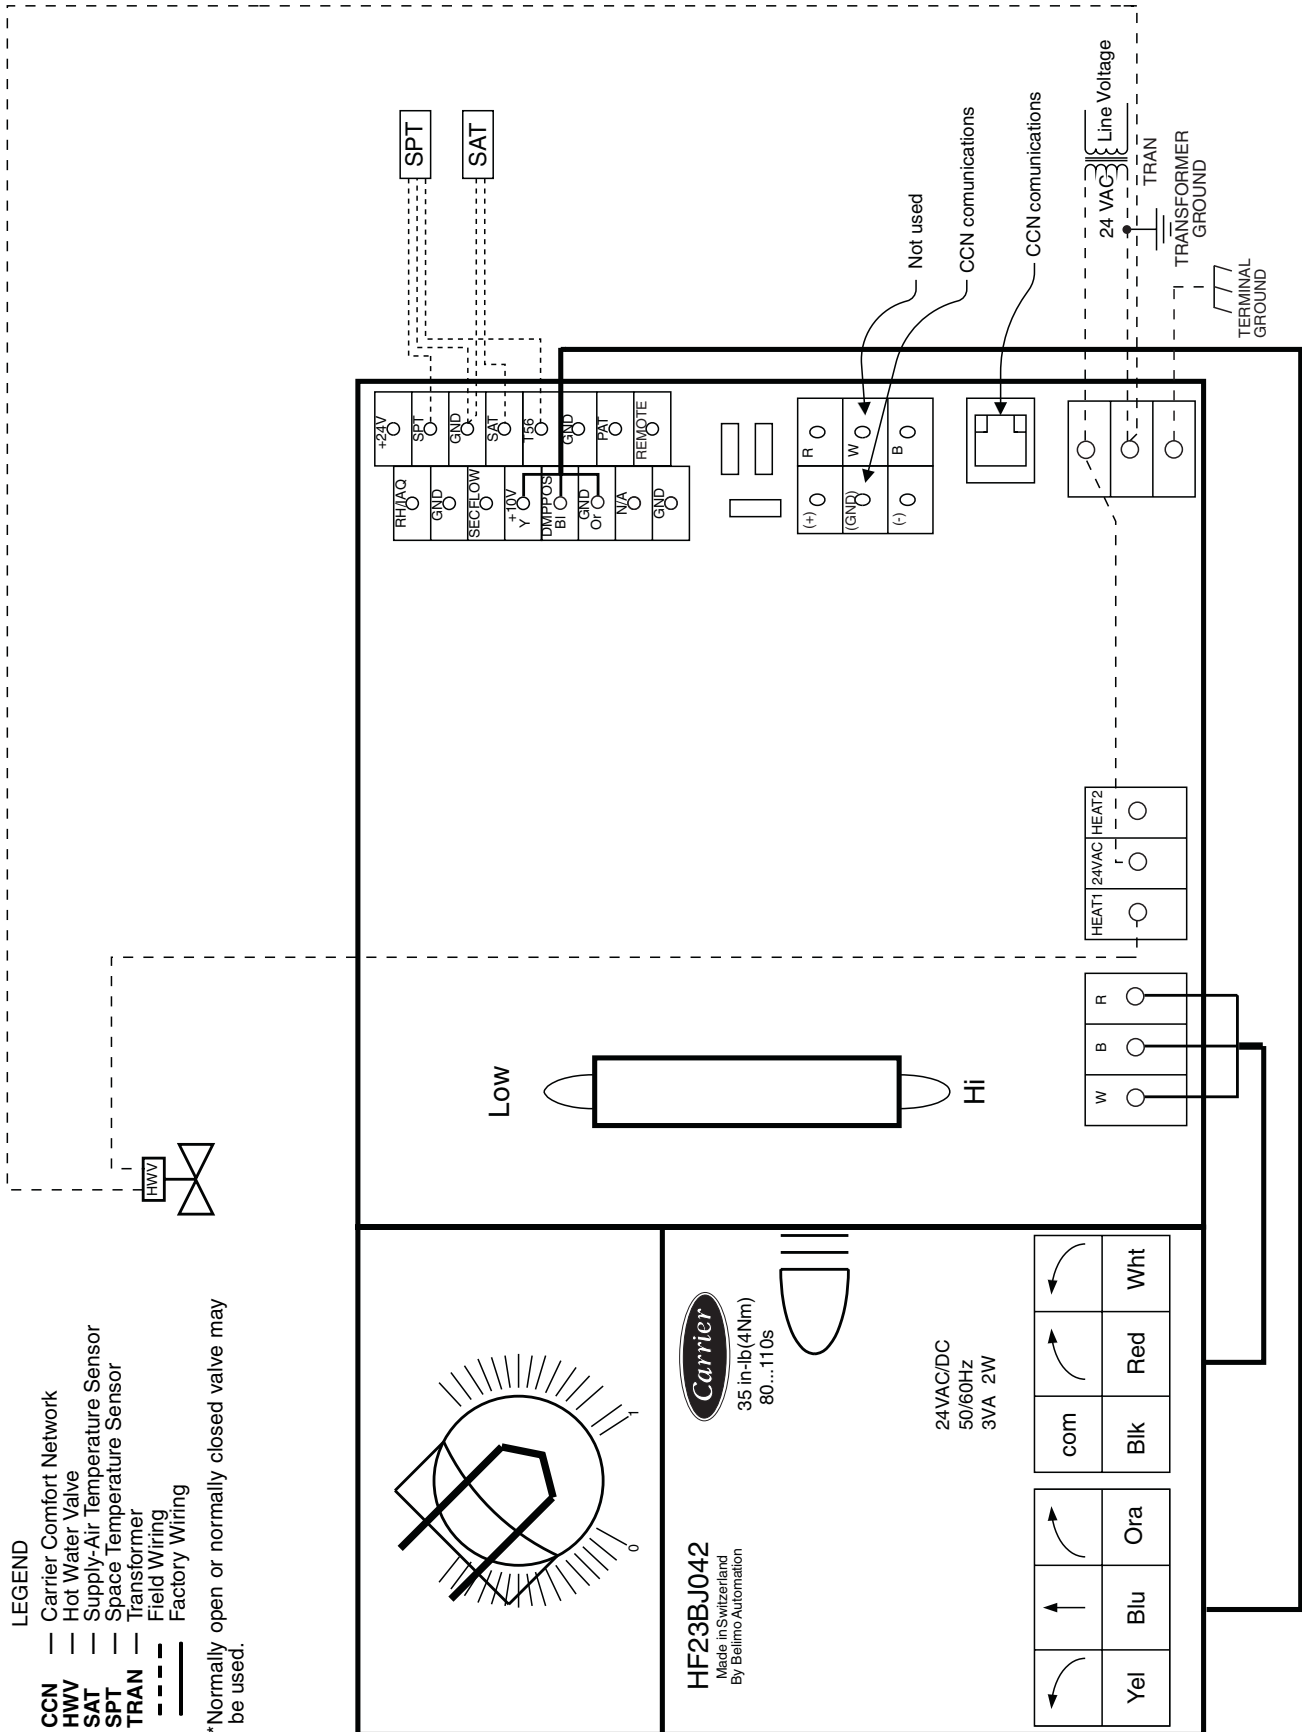 LEGEND
CCN — Carrier Comfort Network
HWV — Hot Water Valve
SAT — Supply-Air Temperature Sensor
SPT — Space Temperature Sensor
TRAN — Transformer
Field Wiring
Factory Wiring
*Normally open or normally closed valve may
be used.
HWV
SPT
SAT
+24V
SPT
GND
SAT
T56
GND
PAT
REMOTE
RH/IAQ
GND
SECFLOW
+10V
Y
DMPPOS
Bl
GND
Or
N/A
GND
R
W
B
(+)
(GND)
(-)
Not used
CCN comunications
CCN comunications
Line Voltage
24 VAC
TRAN
TRANSFORMER
GROUND
TERMINAL
GROUND
HEAT1
24VAC
HEAT2
W
B
R
Low
Hi
0
1
HF23BJ042
Made in Switzerland
By Belimo Automation
Carrier
35 in-lb(4Nm)
80...110s
24VAC/DC
50/60Hz
3VA 2W
com
Yel
Blu
Ora
Blk
Red
Wht